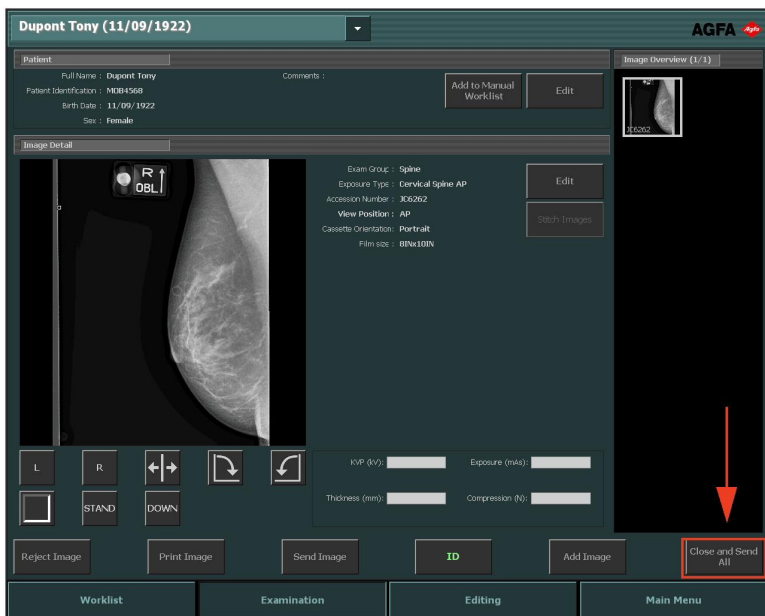 Dupont Tony (11/09/1922)
AGFA
Agfa
Patient
Full Name : Dupont Tony
Comments :
Patient Identification : MOB4568
Birth Date : 11/09/1922
Sex : Female
Add to Manual
Worklist
Edit
Image Overview (1/1)
JC6262
Image Detail
R
OBL
Exam Group : Spine
Exposure Type : Cervical Spine AP
Accession Number : JC6262
View Position : AP
Cassette Orientation: Portrait
Film size : 8INx10IN
Edit
Stitch Images
L
R
STAND
DOWN
KVP (kV):
Exposure (mAs):
Thickness (mm):
Compression (N):
Reject Image
Print Image
Send Image
ID
Add Image
Close and Send
All
Worklist
Examination
Editing
Main Menu